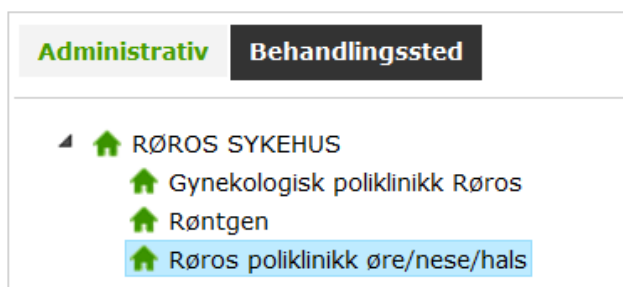 Administrativ Behandlingssted
RØROS SYKEHUS
Gynekologisk poliklinikk Røros
Røntgen
Røros poliklinikk øre/nese/hals